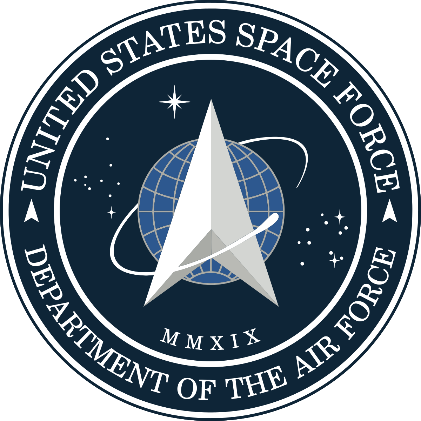 UNITED STATES SPACE FORCE
MMXIX
DEPARTMENT OF THE AIR FORCE